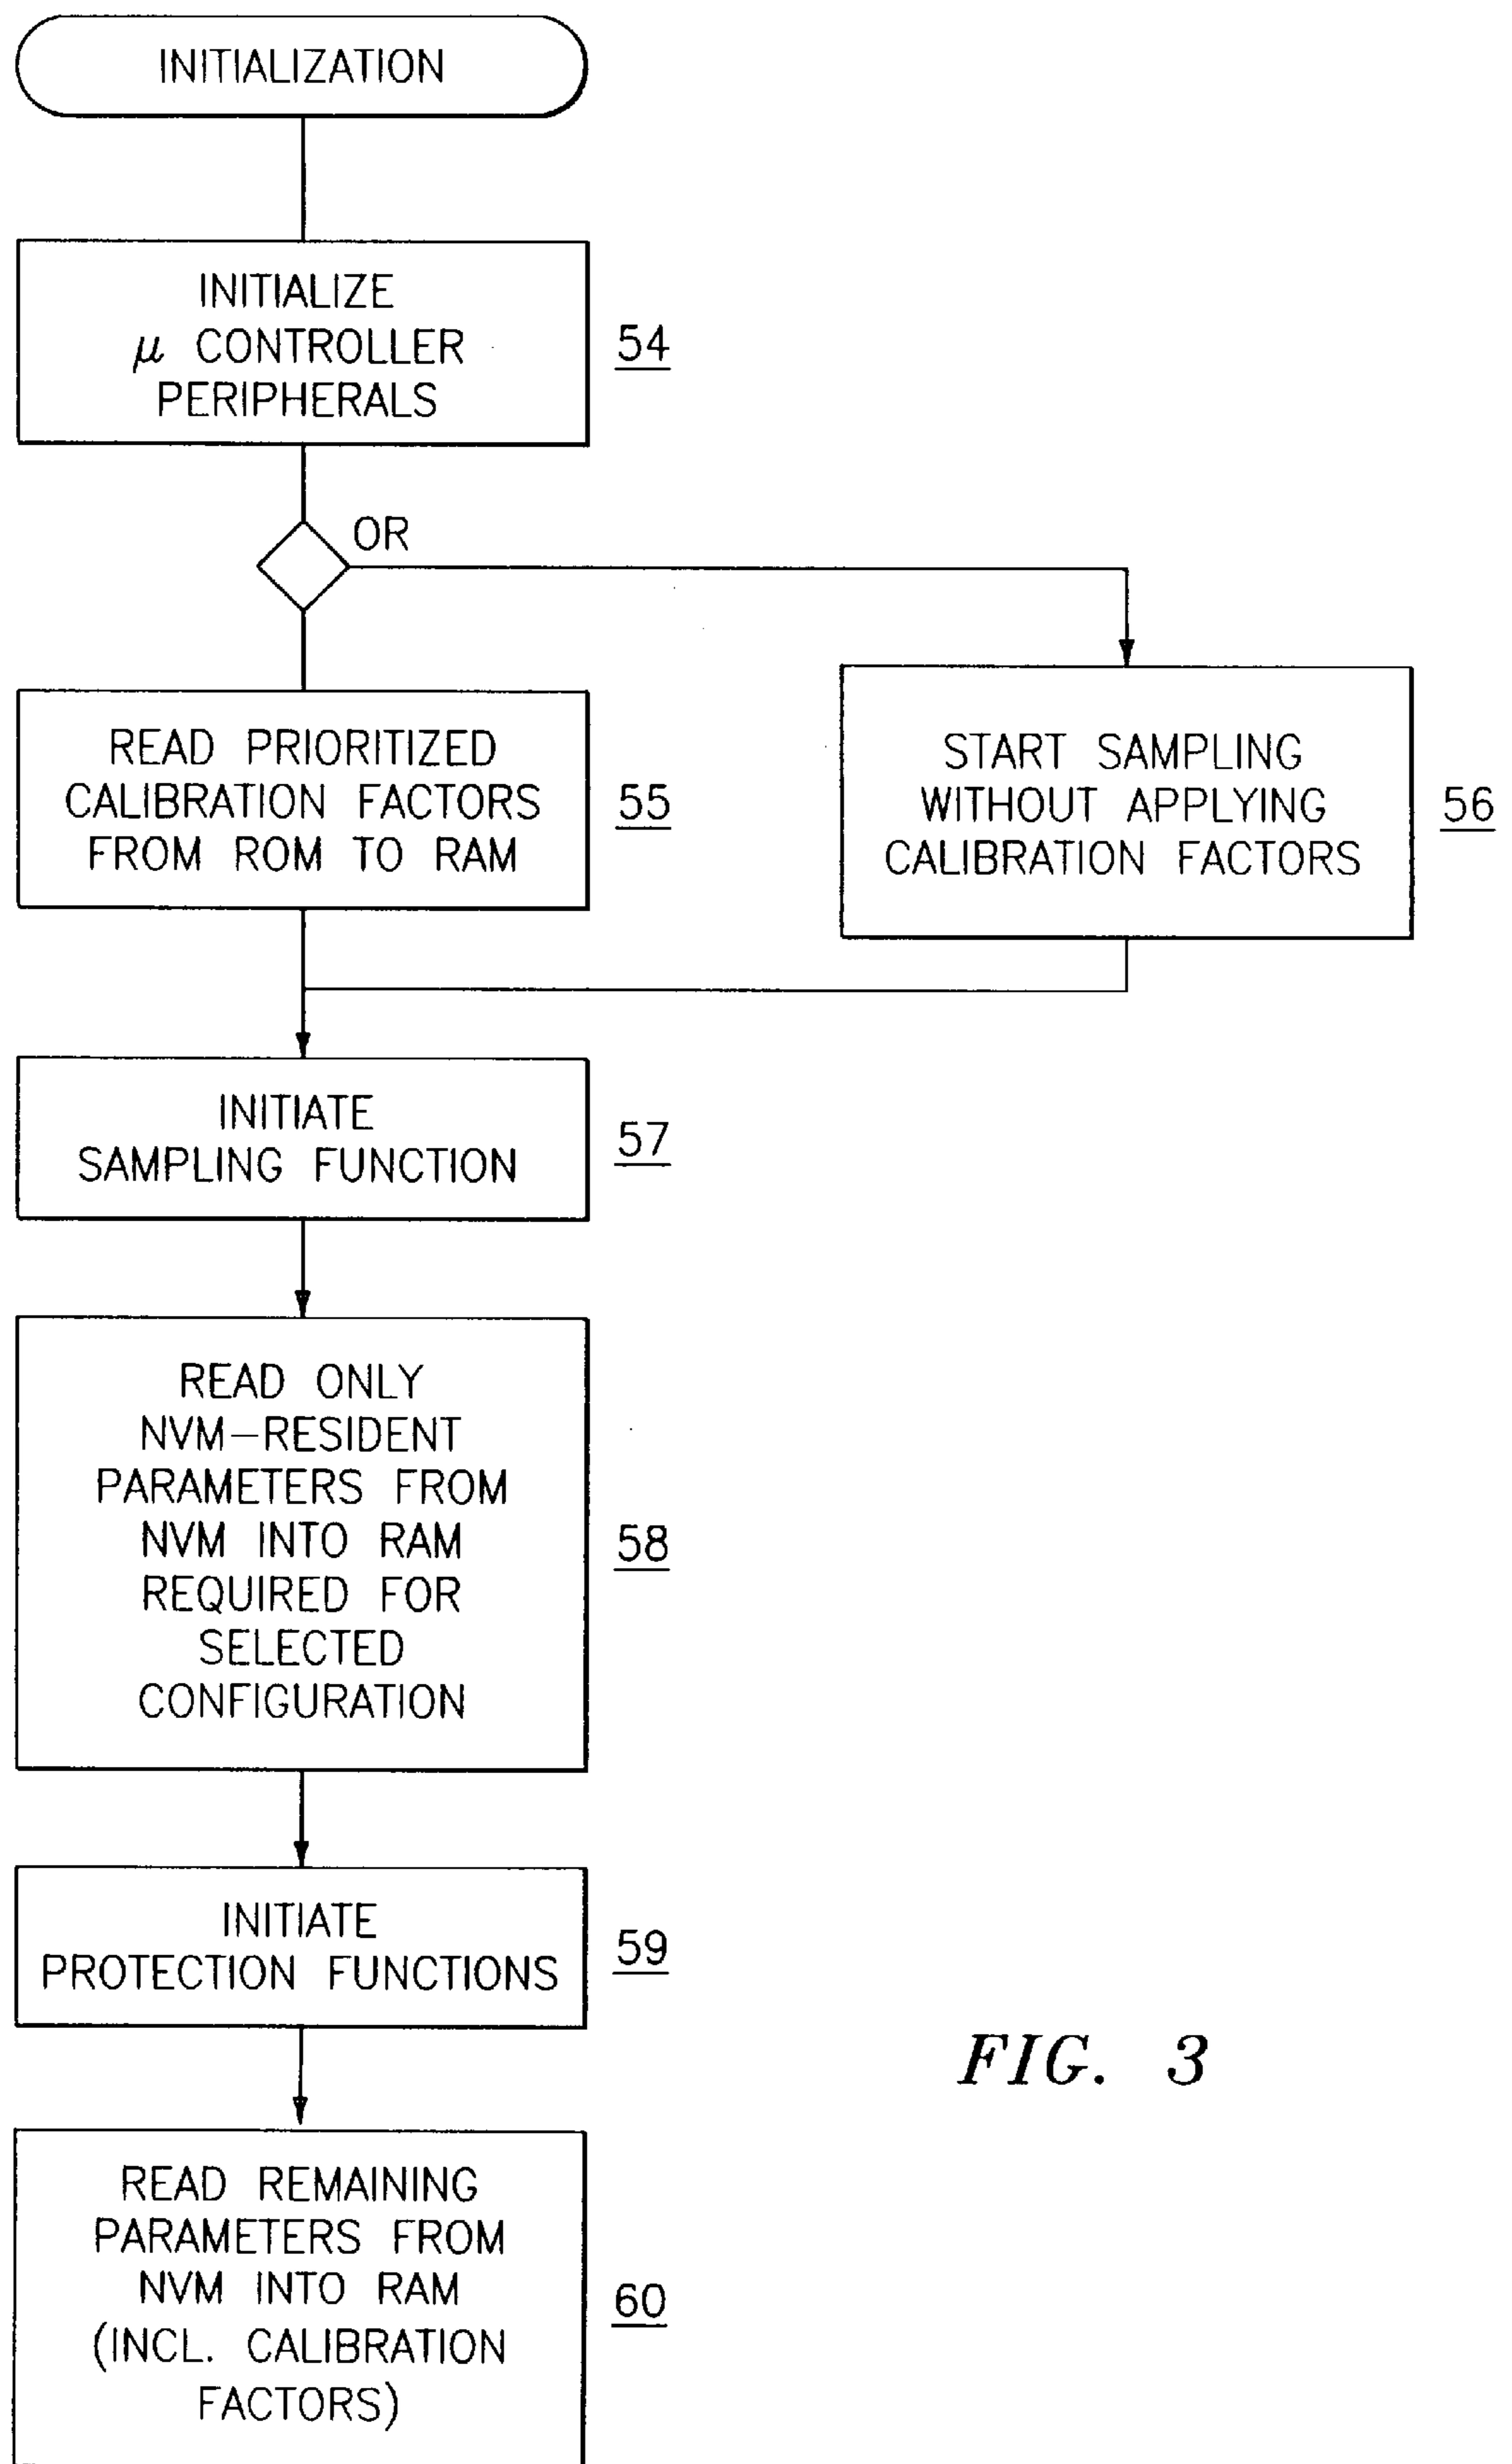 INITIALIZATION
INITIALIZE
μ CONTROLLER
PERIPHERALS
54
OR
READ PRIORITIZED
CALIBRATION FACTORS
FROM ROM TO RAM
55
START SAMPLING
WITHOUT APPLYING
CALIBRATION FACTORS
56
INITIATE
SAMPLING FUNCTION
57
READ ONLY
NVM-RESIDENT
PARAMETERS FROM
NVM INTO RAM
REQUIRED FOR
SELECTED
CONFIGURATION
58
INITIATE
PROTECTION FUNCTIONS
59
FIG. 3
READ REMAINING
PARAMETERS FROM
NVM INTO RAM
(INCL. CALIBRATION
FACTORS)
60